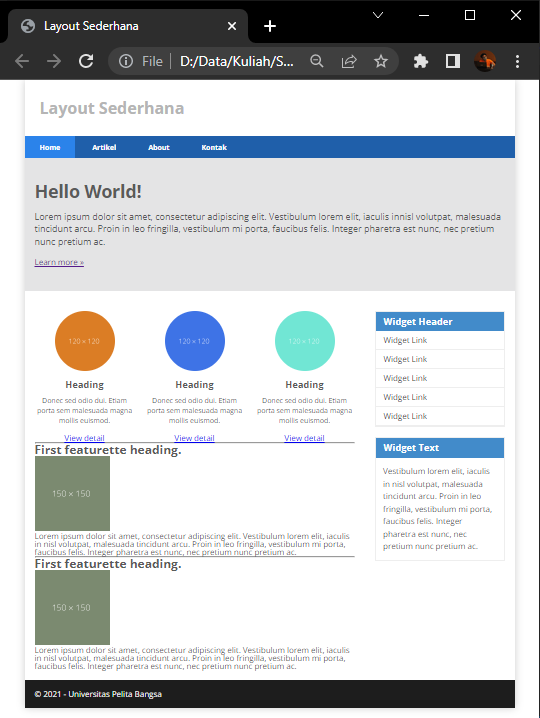 Layout Sederhana
File
D:/Data/Kuliah/S...
Layout Sederhana
Home Artikel About Kontak
Hello World!
Lorem ipsum dolor sit amet, consectetur adipiscing elit. Vestibulum lorem elit, iaculis innisl volutpat, malesuada
tincidunt arcu. Proin in leo fringilla, vestibulum mi porta, faucibus felis. Integer pharetra est nunc, nec pretium
nunc pretium ac.
Learn more »
120 × 120 120 × 120 120 × 120
Heading Heading Heading
Donec sed odio dui. Etiam Donec sed odio dui. Etiam Donec sed odio dui. Etiam
porta sem malesuada magna porta sem malesuada magna porta sem malesuada magna
mollis euismod. mollis euismod. mollis euismod.
View detail View detail View detail
First featurette heading.
150 × 150
Lorem ipsum dolor sit amet, consectetur adipiscing elit. Vestibulum lorem elit, iaculis
in nisl volutpat, malesuada tincidunt arcu. Proin in leo fringilla, vestibulum mi porta,
faucibus felis. Integer pharetra est nunc, nec pretium nunc pretium ac.
First featurette heading.
150 × 150
Lorem ipsum dolor sit amet, consectetur adipiscing elit. Vestibulum lorem elit, iaculis
in nisl volutpat, malesuada tincidunt arcu. Proin in leo fringilla, vestibulum mi porta,
faucibus felis. Integer pharetra est nunc, nec pretium nunc pretium ac.
Widget Header
Widget Link
Widget Link
Widget Link
Widget Link
Widget Link
Widget Text
Vestibulum lorem elit, iaculis
in nisl volutpat, malesuada
tincidunt arcu. Proin in leo
fringilla, vestibulum mi porta,
faucibus felis. Integer
pharetra est nunc, nec
pretium nunc pretium ac.
© 2021 - Universitas Pelita Bangsa